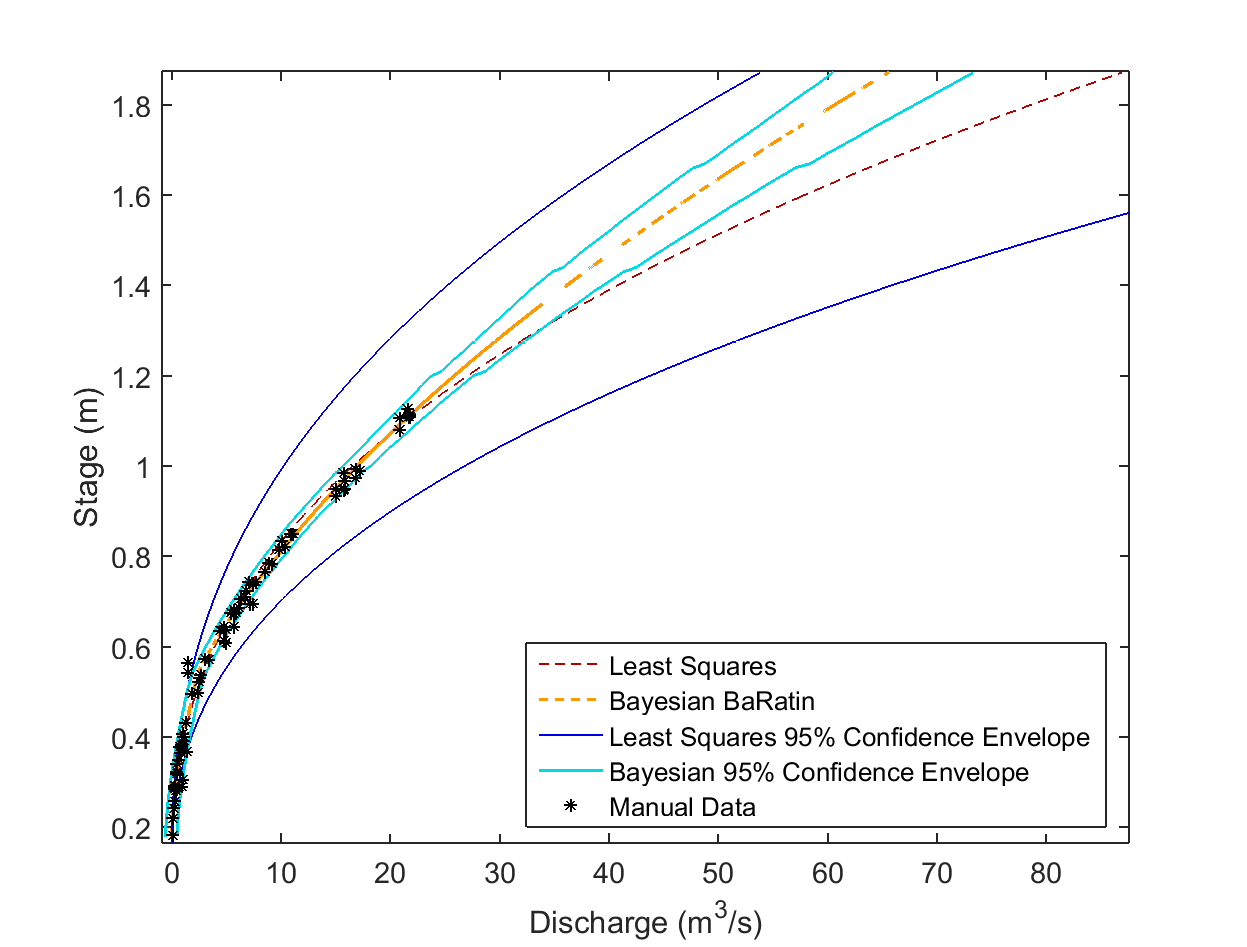 1.8
1.6
1.4
1.2
1
0.8
0.6
0.4
0.2
Stage (m)
Least Squares
Bayesian BaRatin
Least Squares 95% Confidence Envelope
Bayesian 95% Confidence Envelope
Manual Data
0 10 20 30 40 50 60 70 80
Discharge (m³/s)